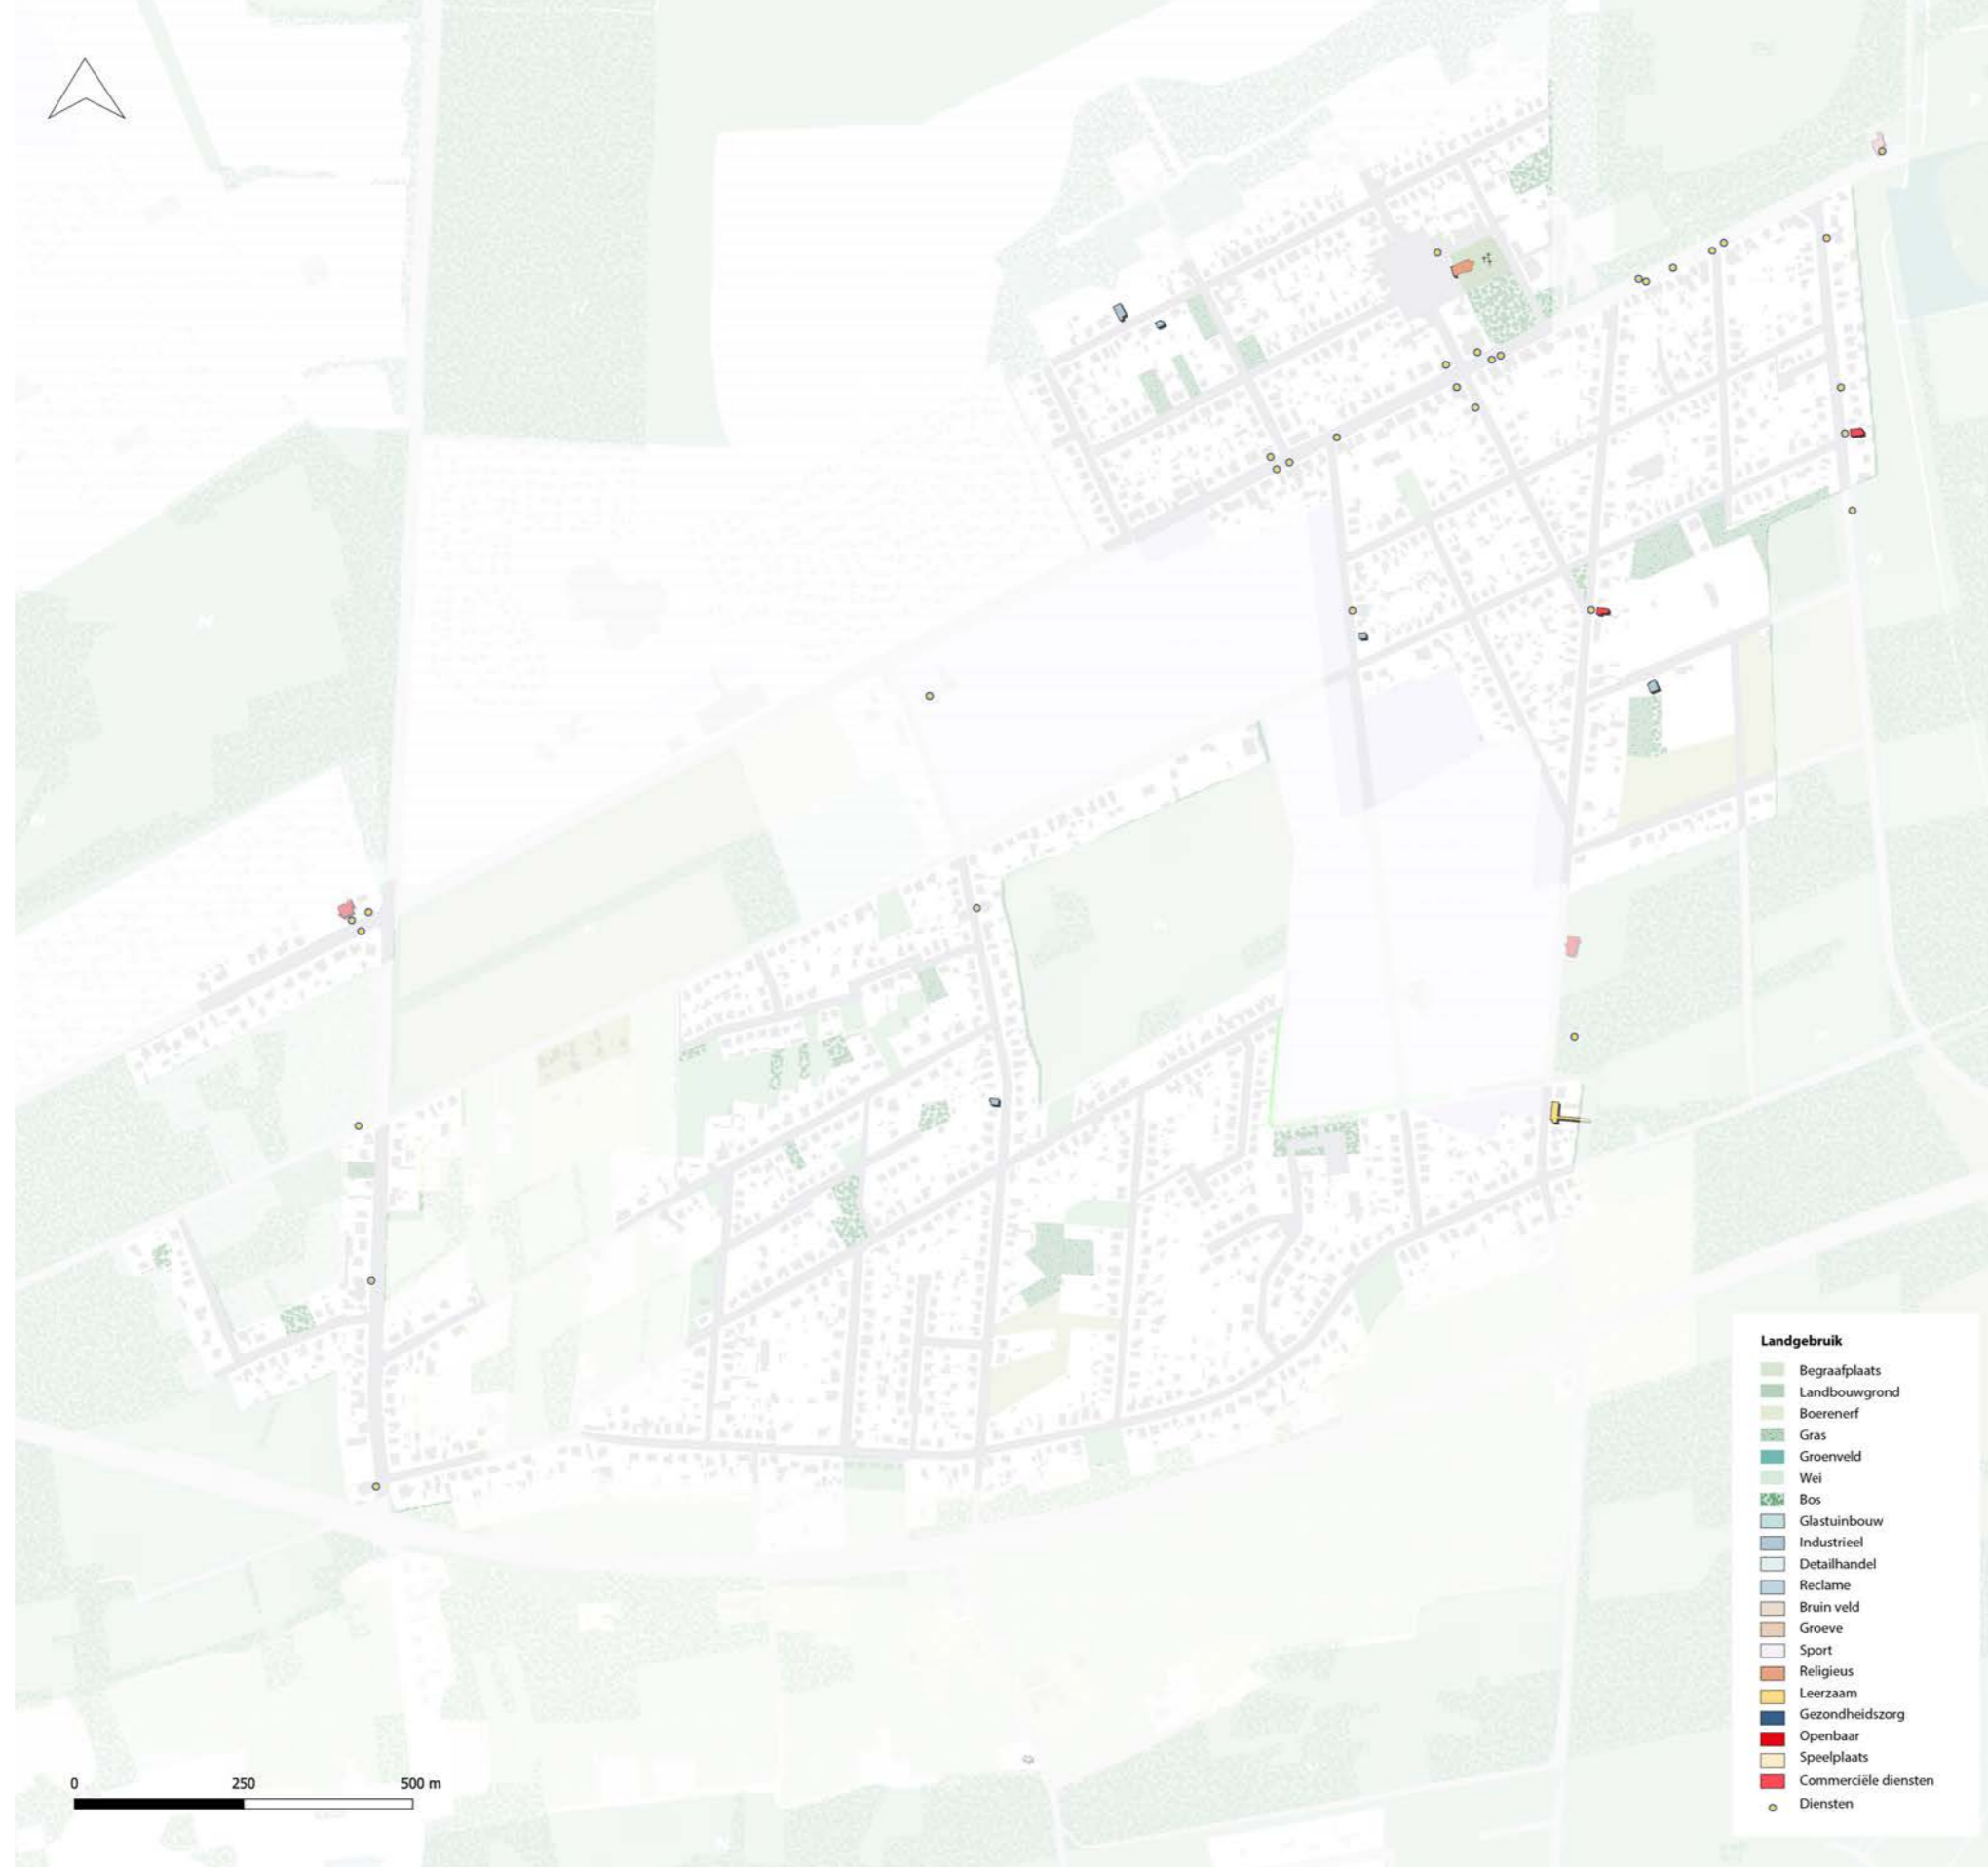 Landgebruik
Begraafplaats
Landbouwgrond
Boerenerf
Gras
Groenveld
Wei
Bos
Glastuinbouw
Industrieel
Detailhandel
Reclame
Bruin veld
Groeve
Sport
Religieus
Leerzaam
Gezondheidszorg
Openbaar
Speelplaats
Commerciële diensten
Diensten
0 250 500 m